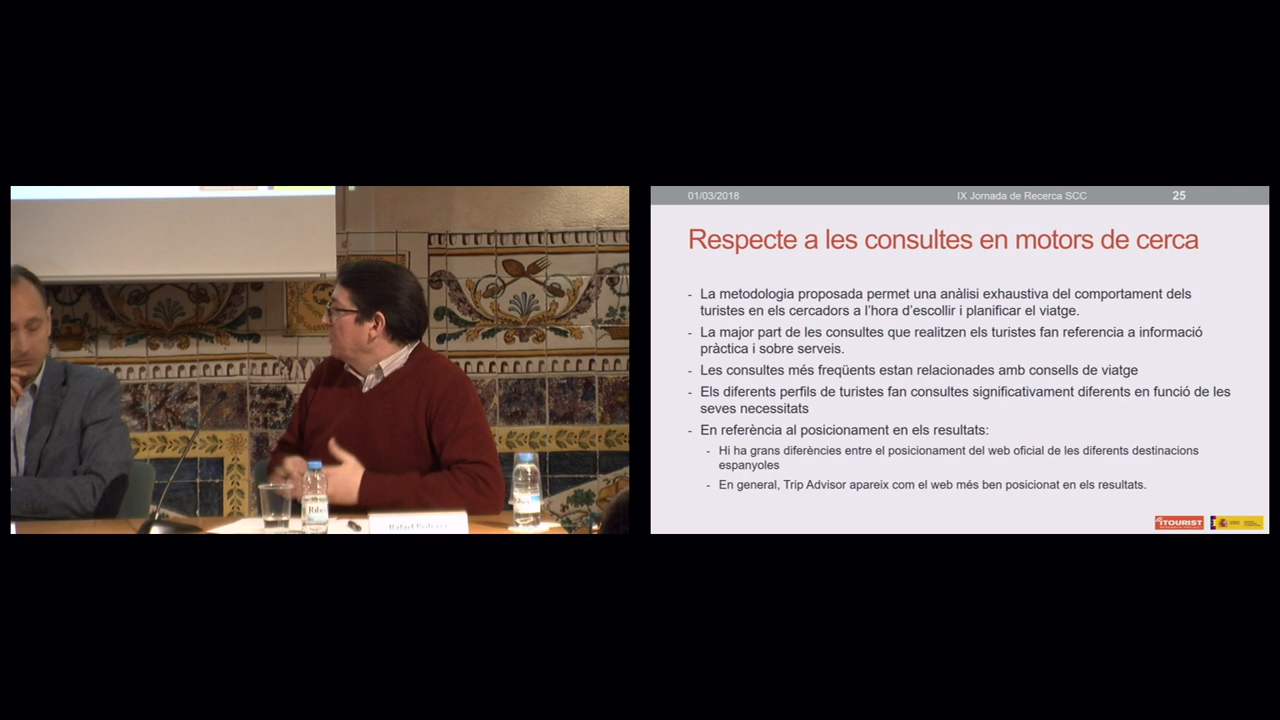 01/03/2018 IX Jornada de Recerca SCC 25
Respecte a les consultes en motors de cerca
- La metodologia proposada permet una anàlisi exhaustiva del comportament dels
turistes en els cercadors a l’hora d’escollir i planificar el viatge.
- La major part de les consultes que realitzen els turistes fan referencia a informació
pràctica i sobre serveis.
- Les consultes més freqüents estan relacionades amb consells de viatge
- Els diferents perfils de turistes fan consultes significativament diferents en funció de les
seves necessitats
- En referència al posicionament en els resultats:
- Hi ha grans diferències entre el posicionament del web oficial de les diferents destinacions
espanyoles
- En general, Trip Advisor apareix com el web més ben posicionat en els resultats.
ITOURIST
Rafael